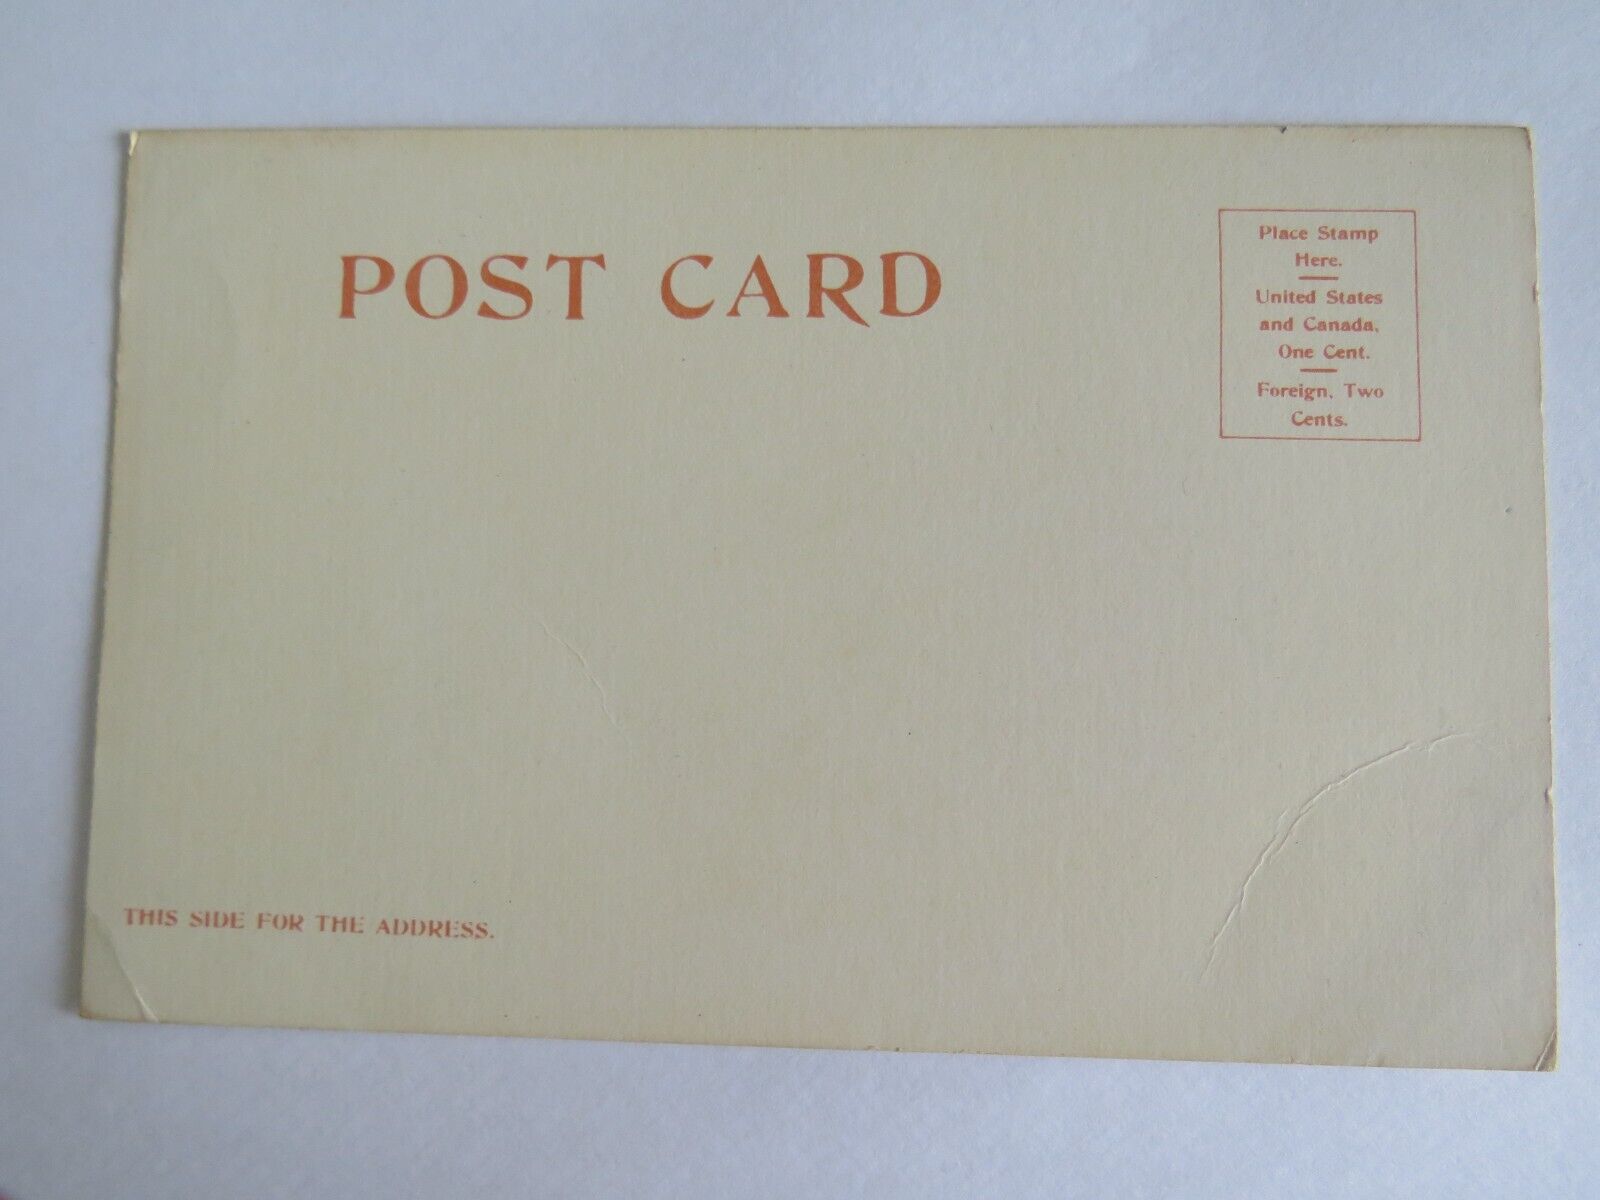 POST CARD
Place Stamp
Here.
United States
and Canada,
One Cent.
Foreign, Two
Cents.
THIS SIDE FOR THE ADDRESS.